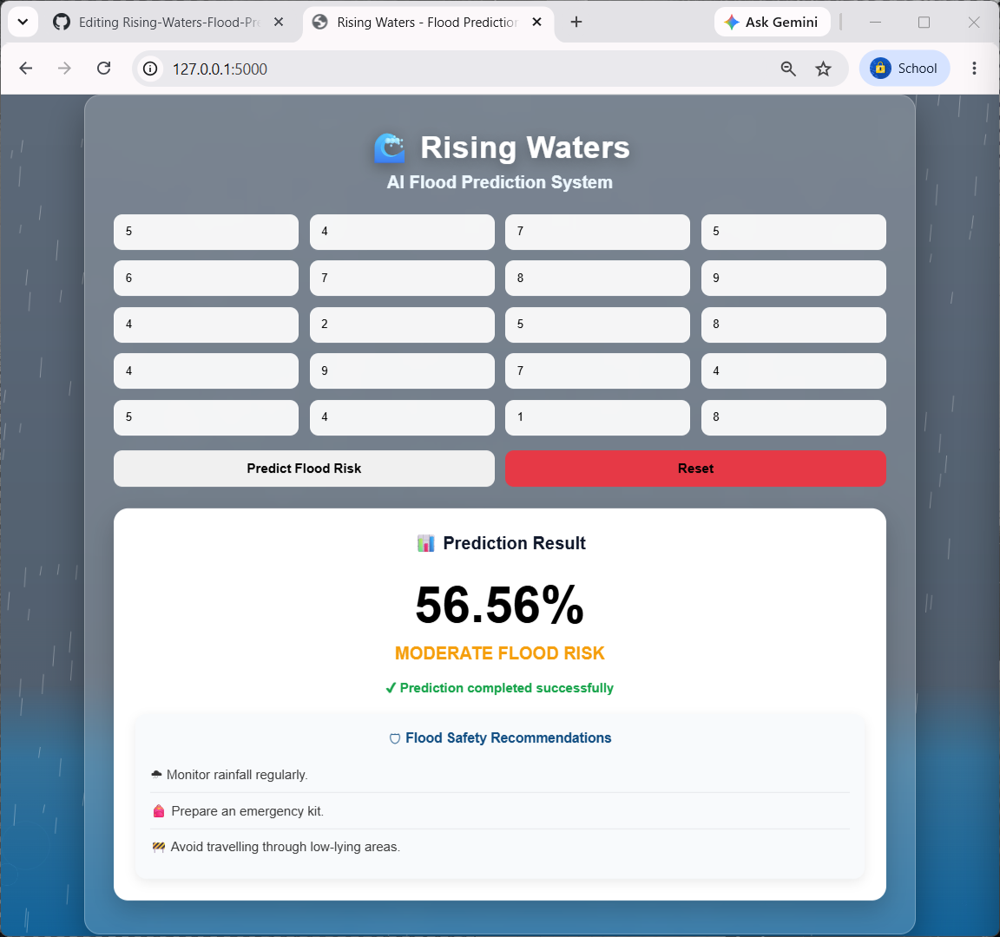 Editing Rising-Waters-Flood-Pre
Rising Waters - Flood Prediction
Ask Gemini
127.0.0.1:5000
School
Rising Waters
AI Flood Prediction System
5 4 7 5
6 7 8 9
4 2 5 8
4 9 7 4
5 4 1 8
Predict Flood Risk Reset
Prediction Result
56.56%
MODERATE FLOOD RISK
✓ Prediction completed successfully
Flood Safety Recommendations
Monitor rainfall regularly.
Prepare an emergency kit.
Avoid travelling through low-lying areas.